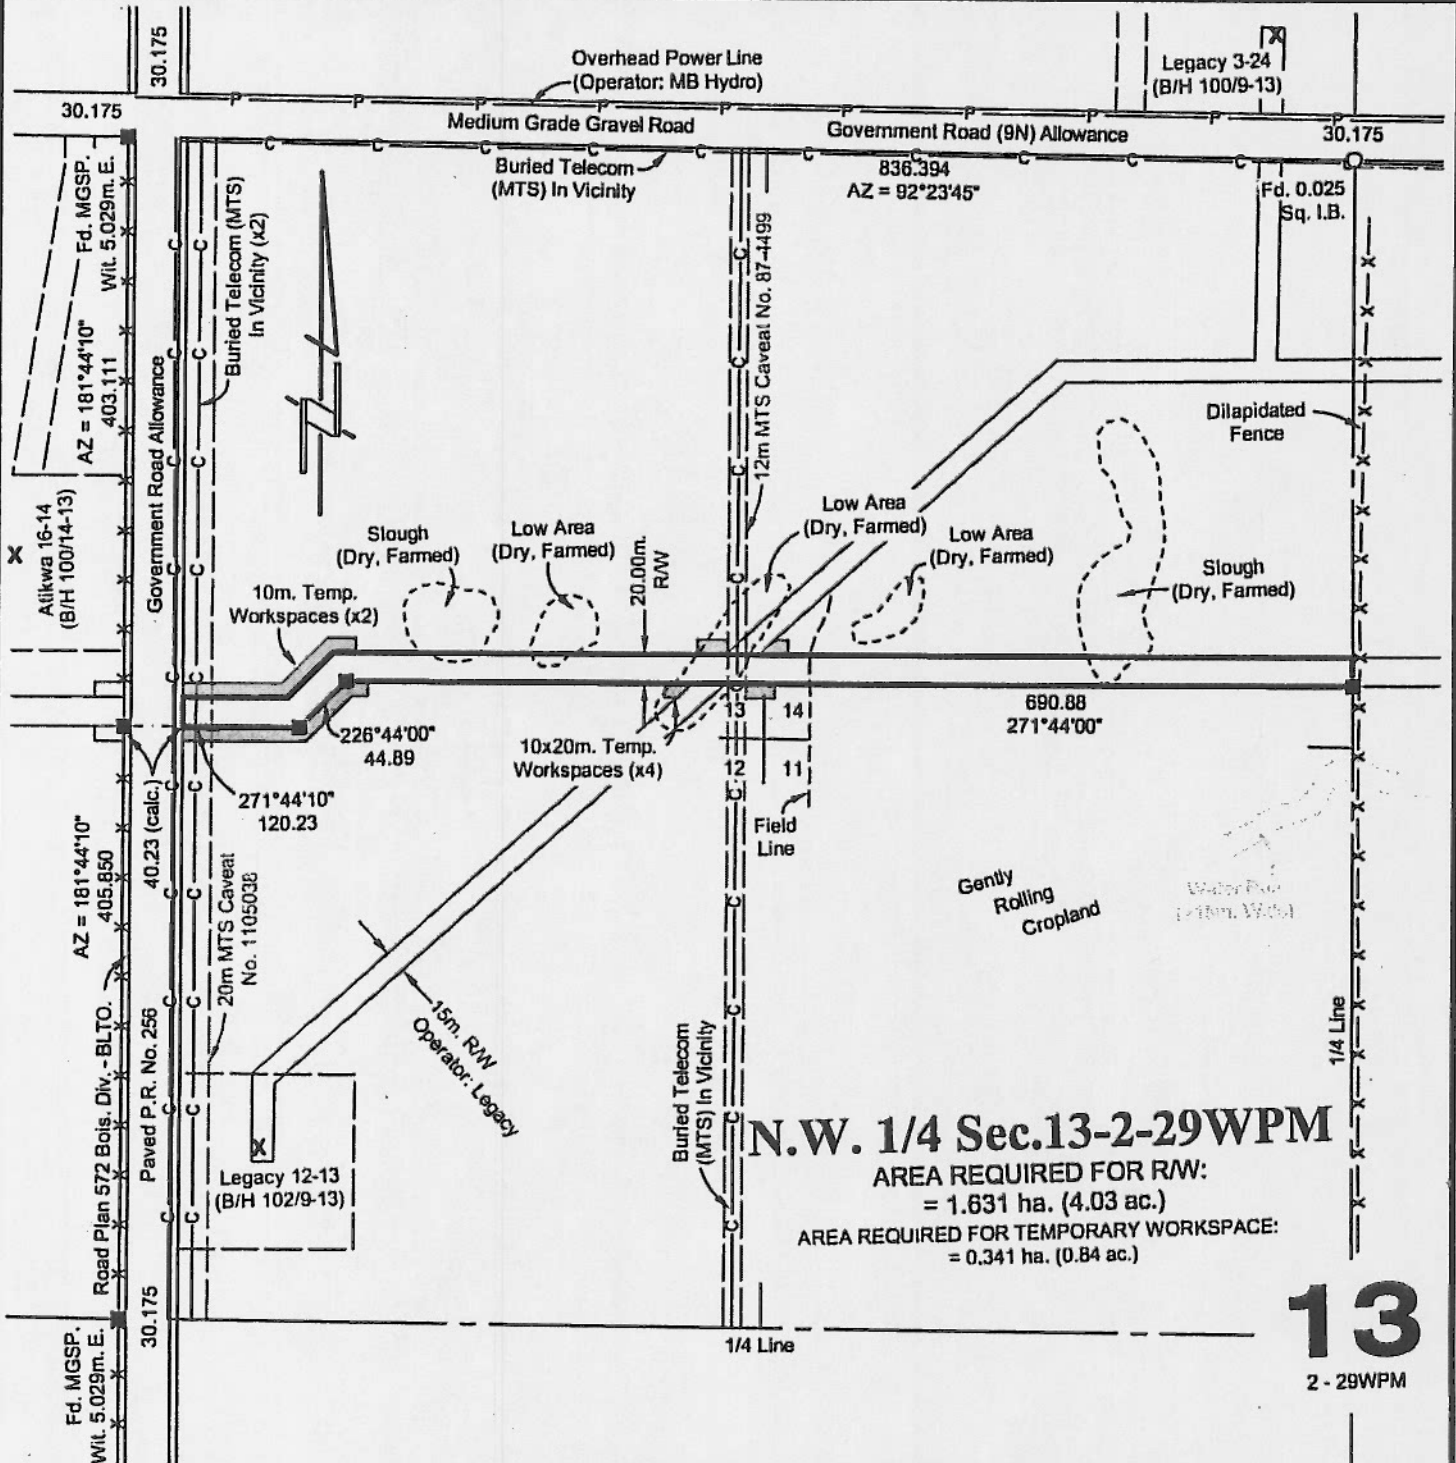 30.175
Overhead Power Line
(Operator: MB Hydro)
X
Legacy 3-24
(B/H 100/9-13)
30.175
Medium Grade Gravel Road
Government Road (9N) Allowance
30.175
Buried Telecom
(MTS) In Vicinity
836.394
AZ = 92°23'45"
Fd. 0.025
Sq. I.B.
Fd. MGSP.
Wit. 5.029m. E.
AZ = 181°44'10"
403.111
Government Road Allowance
Buried Telecom (MTS)
In Vicinity (x2)
12m MTS Caveat No. 87-4499
Dilapidated
Fence
X
Atikwa 16-14
(B/H 100/14-13)
Slough
(Dry, Farmed)
Low Area
(Dry, Farmed)
20.00m.
R/W
Low Area
(Dry, Farmed)
Low Area
(Dry, Farmed)
Slough
(Dry, Farmed)
10m. Temp.
Workspaces (x2)
226°44'00"
44.89
271°44'10"
120.23
10x20m. Temp.
Workspaces (x4)
13 14
12 11
690.88
271°44'00"
Field
Line
40.23 (calc.)
AZ = 181°44'10"
405.850
20m MTS Caveat
No. 1105038
Gently
Rolling
Cropland
15m. R/W
Operator: Legacy
Road Plan 572 Bois. Div. - BLTO.
Paved P.R. No. 256
Buried Telecom
(MTS) In Vicinity
1/4 Line
X
Legacy 12-13
(B/H 102/9-13)
N.W. 1/4 Sec.13-2-29WPM
AREA REQUIRED FOR R/W:
= 1.631 ha. (4.03 ac.)
AREA REQUIRED FOR TEMPORARY WORKSPACE:
= 0.341 ha. (0.84 ac.)
30.175
1/4 Line
13
2 - 29WPM
Fd. MGSP.
Wit. 5.029m. E.